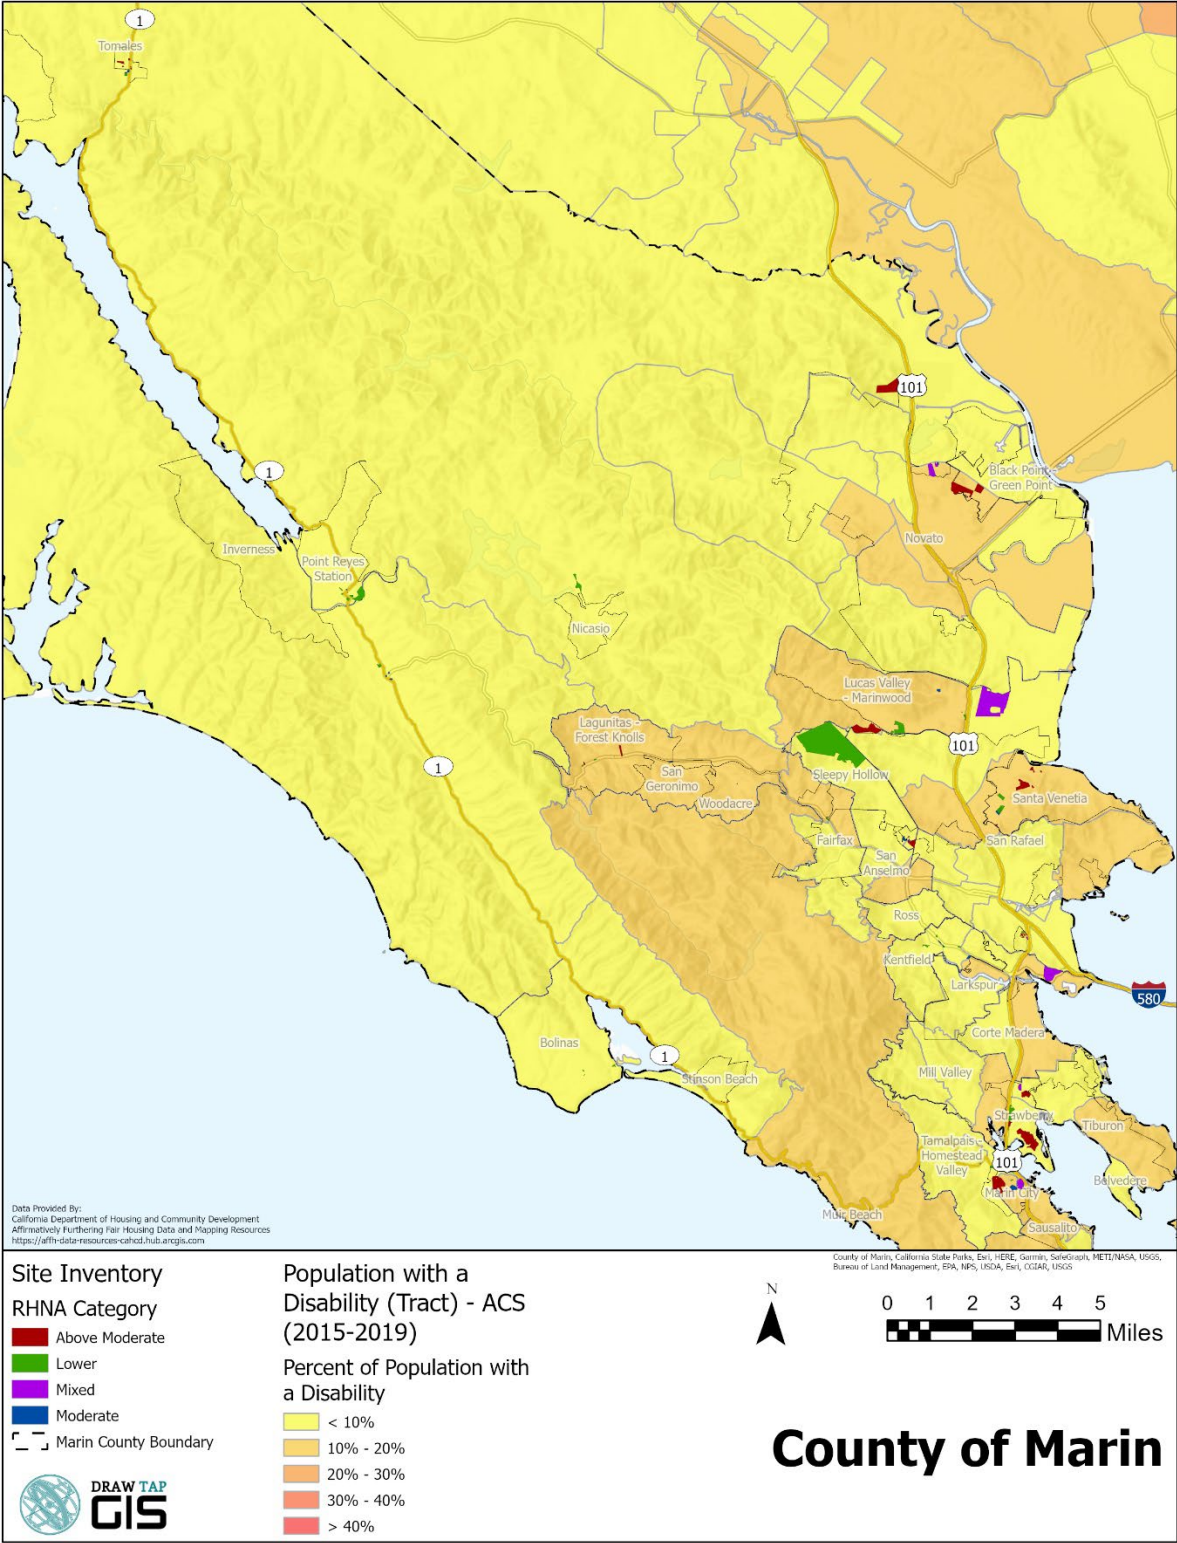 1
Tomales
101
Black Point-
Green Point
1
Novato
Inverness
Point Reyes
Station
Nicasio
Lucas Valley
- Marinwood
Lagunitas -
Forest Knolls
101
1
San
Geronimo
Sleepy Hollow
Woodacre
Santa Venetia
Fairfax
San Rafael
San
Anselmo
Ross
Kentfield
Larkspur
580
Corte Madera
Bolinas
1
Mill Valley
Stinson Beach
Strawberry
Tiburon
Tamalpais-
Homestead
Valley
101
Belvedere
Marin City
Muir Beach
Sausalito
Data Provided By:
California Department of Housing and Community Development
Affirmatively Furthering Fair Housing Data and Mapping Resources
https://affh-data-resources-cahcd.hub.arcgis.com
County of Marin, California State Parks, Esri, HERE, Garmin, SafeGraph, METI/NASA, USGS,
Bureau of Land Management, EPA, NPS, USDA, Esri, CGIAR, USGS
Site Inventory
RHNA Category
Above Moderate
Lower
Mixed
Moderate
Marin County Boundary
DRAW TAP
GIS
Population with a
Disability (Tract) - ACS
(2015-2019)
Percent of Population with
a Disability
< 10%
10% - 20%
20% - 30%
30% - 40%
> 40%
N
0 1 2 3 4 5
Miles
County of Marin